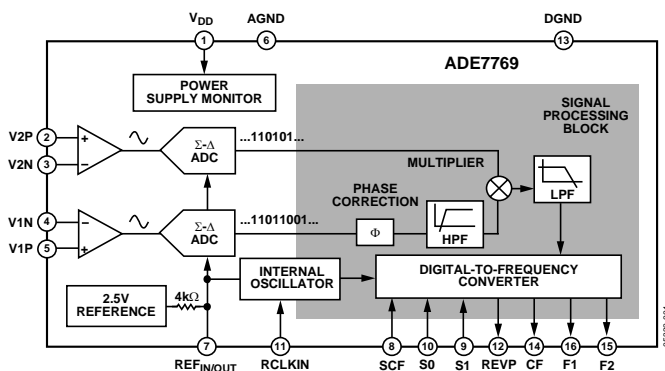 VDD
AGND
DGND
1
6
13
ADE7769
POWER
SUPPLY MONITOR
SIGNAL
PROCESSING
BLOCK
V2P 2
V2N 3
+
–
Σ-Δ
ADC
...110101...
MULTIPLIER
LPF
V1N 4
V1P 5
–
+
Σ-Δ
ADC
...11011001...
PHASE
CORRECTION
Φ
HPF
2.5V
REFERENCE
4kΩ
INTERNAL
OSCILLATOR
DIGITAL-TO-FREQUENCY
CONVERTER
7
11
8
10
9
12
14
16
15
REFIN/OUT
RCLKIN
SCF
S0
S1
REVP
CF
F1
F2